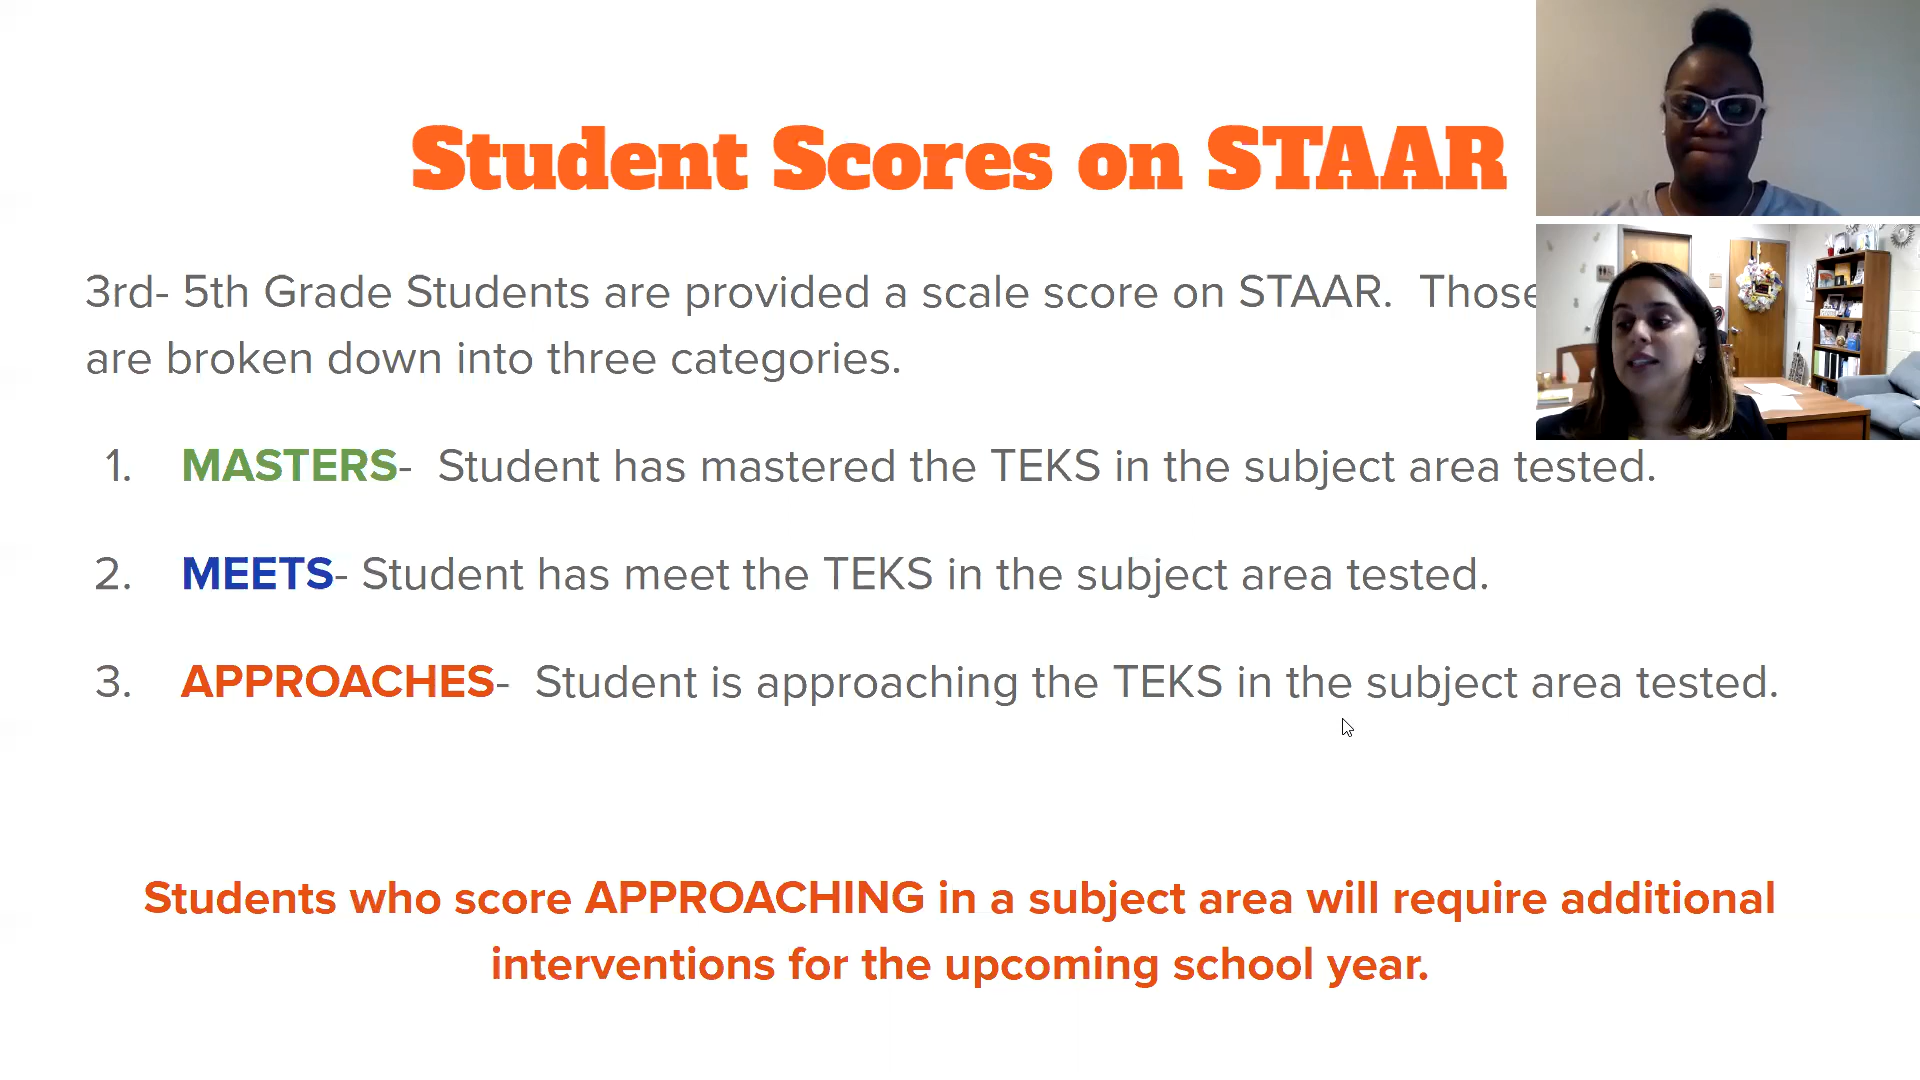 Student Scores on STAAR
3rd- 5th Grade Students are provided a scale score on STAAR. Those
are broken down into three categories.
1. MASTERS- Student has mastered the TEKS in the subject area tested.
2. MEETS- Student has meet the TEKS in the subject area tested.
3. APPROACHES- Student is approaching the TEKS in the subject area tested.
Students who score APPROACHING in a subject area will require additional
interventions for the upcoming school year.